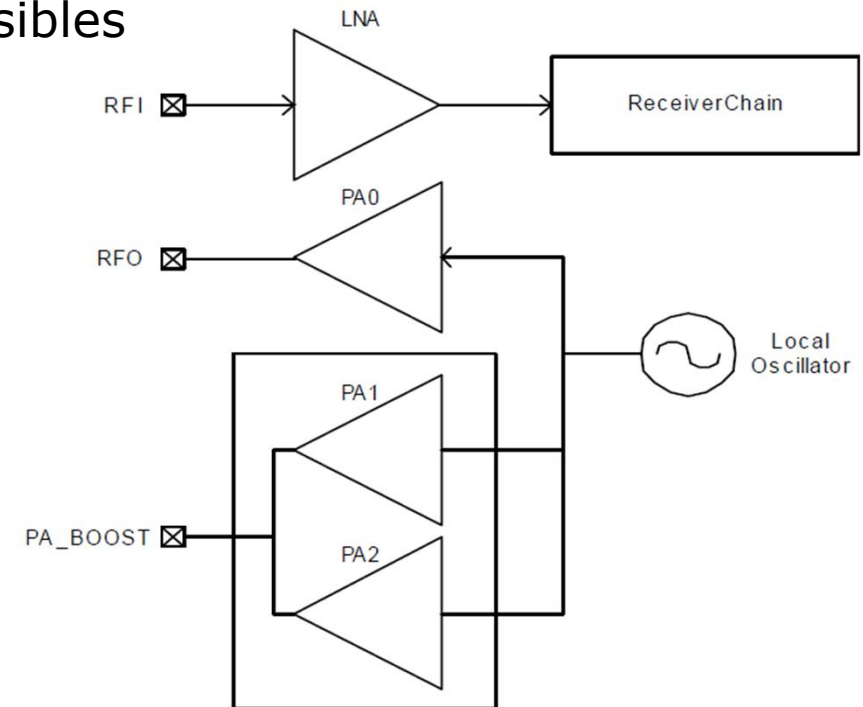 sibles
LNA
RFI
ReceiverChain
PA0
RFO
Local
Oscillator
PA1
PA_BOOST
PA2